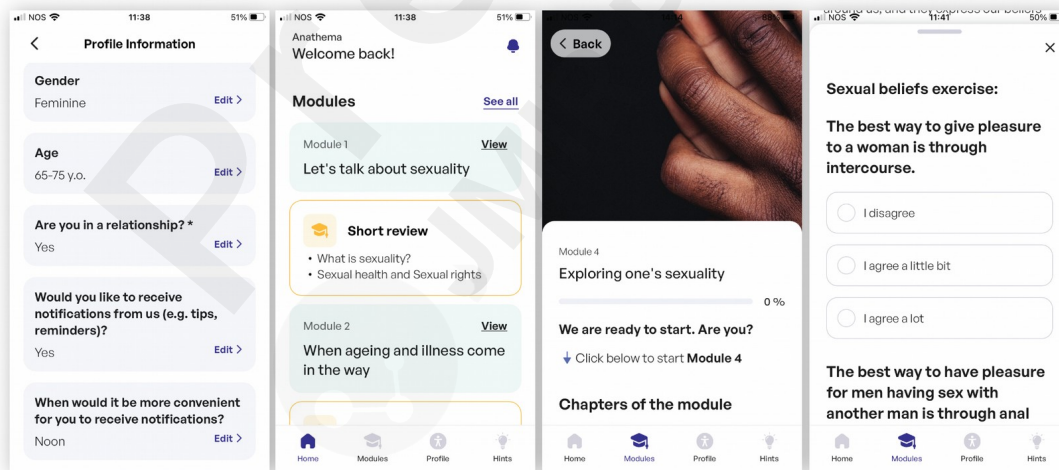 NOS
11:38
51%
Profile Information
Gender
Feminine
Edit >
Age
65-75 y.o.
Edit >
Are you in a relationship? *
Yes
Edit >
Would you like to receive
notifications from us (e.g. tips,
reminders)?
Yes
Edit >
When would it be more convenient
for you to receive notifications?
Noon
Edit >
NOS
11:38
51%
Anathema
Welcome back!
Modules
See all
Module 1
View
Let's talk about sexuality
Short review
• What is sexuality?
• Sexual health and Sexual rights
Module 2
View
When ageing and illness come
in the way
Home
Modules
Profile
Hints
NOS
< Back
Module 4
Exploring one's sexuality
0 %
We are ready to start. Are you?
Click below to start Module 4
Chapters of the module
Home
Modules
Profile
Hints
around us, and they express our beliefs
NOS
11:41
50%
Sexual beliefs exercise:
The best way to give pleasure
to a woman is through
intercourse.
I disagree
I agree a little bit
I agree a lot
The best way to have pleasure
for men having sex with
another man is through anal
Home
Modules
Profile
Hints